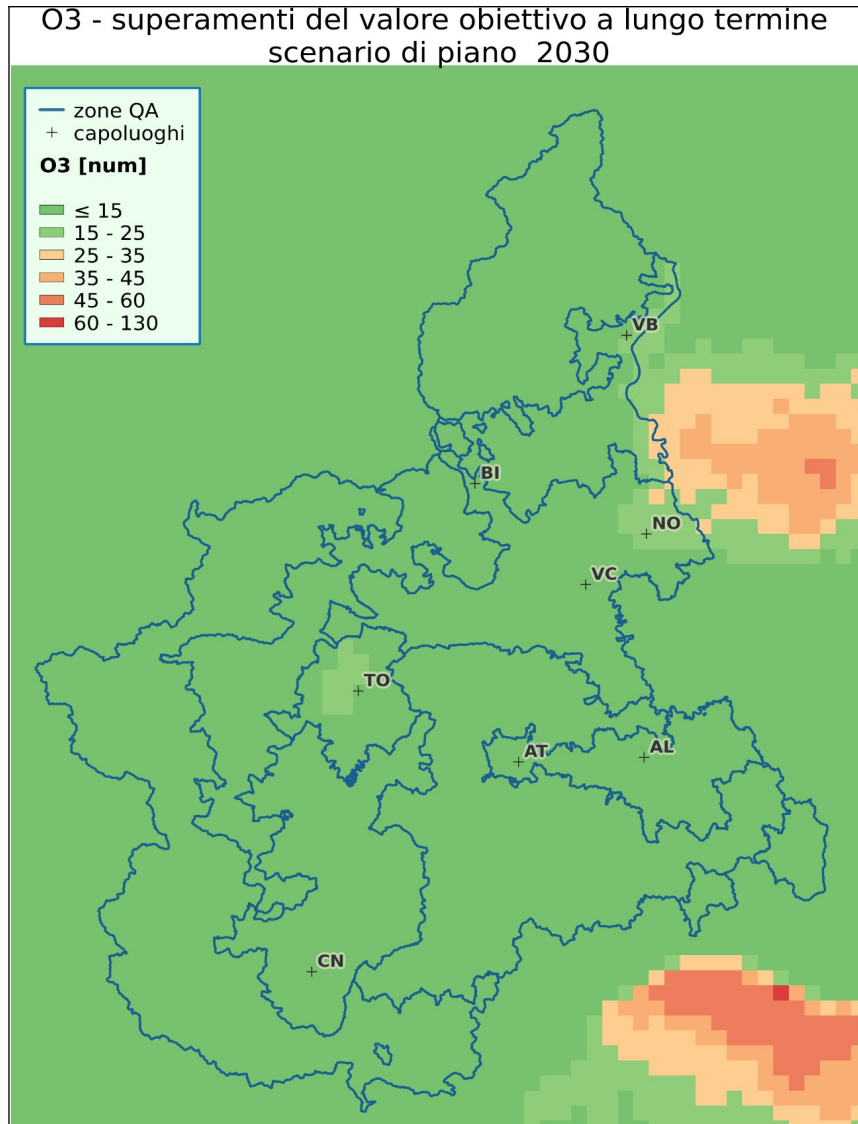 O3 - superamenti del valore obiettivo a lungo termine
scenario di piano  2030
zone QA
capoluoghi
O3 [num]
≤ 15
15 - 25
25 - 35
35 - 45
45 - 60
60 - 130
VB
BI
NO
VC
TO
AT
AL
CN